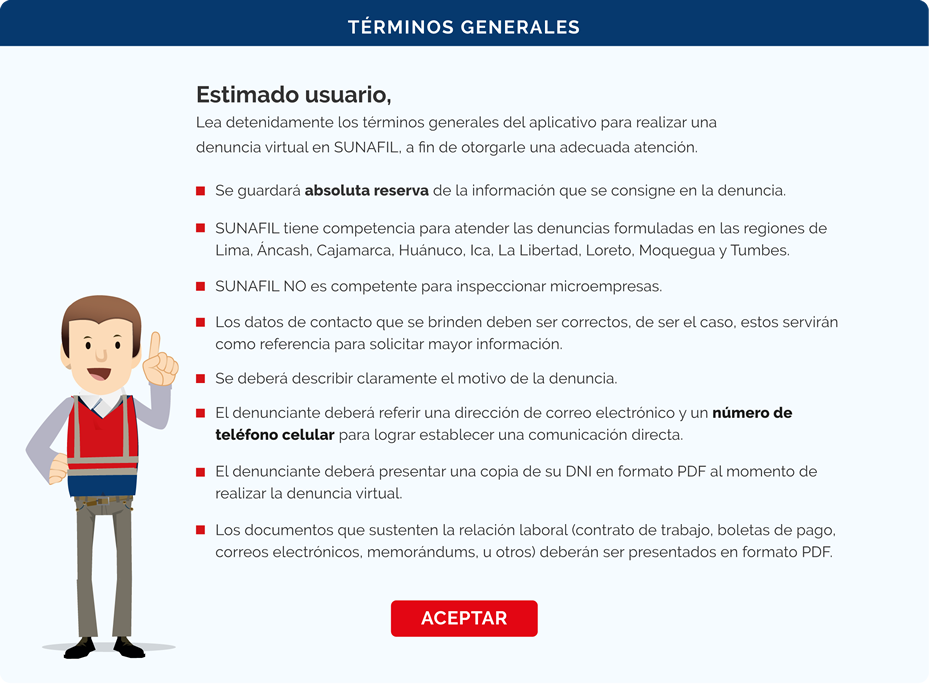 TÉRMINOS GENERALES
Estimado usuario,
Lea detenidamente los términos generales del aplicativo para realizar una
denuncia virtual en SUNAFIL, a fin de otorgarle una adecuada atención.
Se guardará absoluta reserva de la información que se consigne en la denuncia.
SUNAFIL tiene competencia para atender las denuncias formuladas en las regiones de
Lima, Áncash, Cajamarca, Huánuco, Ica, La Libertad, Loreto, Moquegua y Tumbes.
SUNAFIL NO es competente para inspeccionar microempresas.
Los datos de contacto que se brinden deben ser correctos, de ser el caso, estos servirán
como referencia para solicitar mayor información.
Se deberá describir claramente el motivo de la denuncia.
El denunciante deberá referir una dirección de correo electrónico y un número de
teléfono celular para lograr establecer una comunicación directa.
El denunciante deberá presentar una copia de su DNI en formato PDF al momento de
realizar la denuncia virtual.
Los documentos que sustenten la relación laboral (contrato de trabajo, boletas de pago,
correos electrónicos, memorándums, u otros) deberán ser presentados en formato PDF.
ACEPTAR